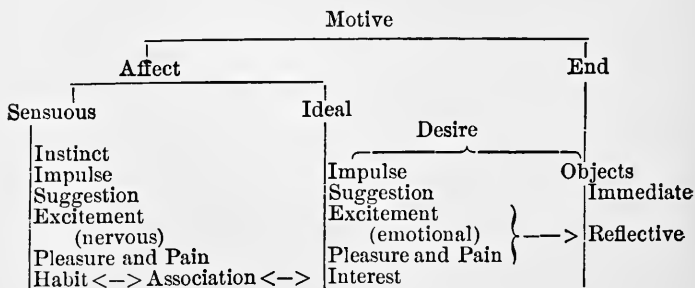 Motive
Affect End
Sensuous Ideal
Desire
Instinct
Impulse Impulse Objects
Suggestion Suggestion Immediate
Excitement Excitement
(nervous) (emotional) —> Reflective
Pleasure and Pain Pleasure and Pain
Habit <—> Association <—> Interest